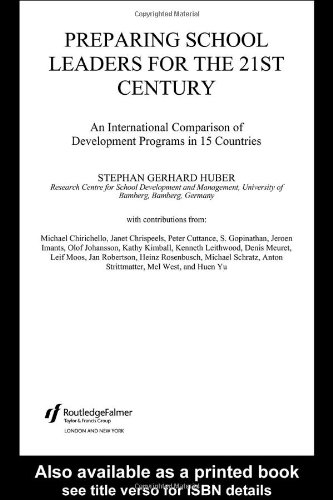 PREPARING SCHOOL
LEADERS FOR THE 21ST
CENTURY
An International Comparison of
Development Programs in 15 Countries
STEPHAN GERHARD HUBER
Research Centre for School Development and Management, University of
Bamberg, Bamberg, Germany
with contributions from:
Michael Chirichello, Janet Chrispeels, Peter Cuttance, S. Gopinathan, Jeroen
Imants, Olof Johansson, Kathy Kimball, Kenneth Leithwood, Denis Meuret,
Leif Moos, Jan Robertson, Heinz Rosenbusch, Michael Schratz, Anton
Strittmatter, Mel West, and Huen Yu
RoutledgeFalmer
Taylor & Francis Group
LONDON AND NEW YORK
Also available as a printed book
see title verso for ISBN details